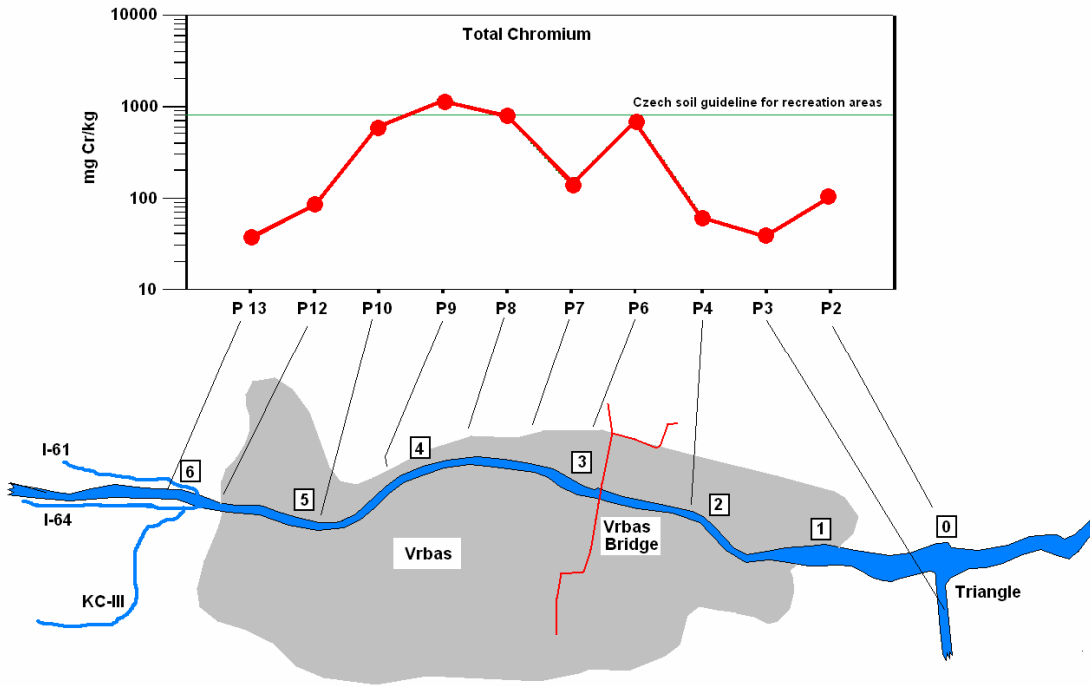 10000
Total Chromium
1000
Czech soil guideline for recreation areas
mg Cr/kg
100
10
P 13 P12 P10 P9 P8 P7 P6 P4 P3 P2
I-61
6
4
3
I-64
5
2
Vrbas
Vrbas
Bridge
1
0
KC-III
Triangle